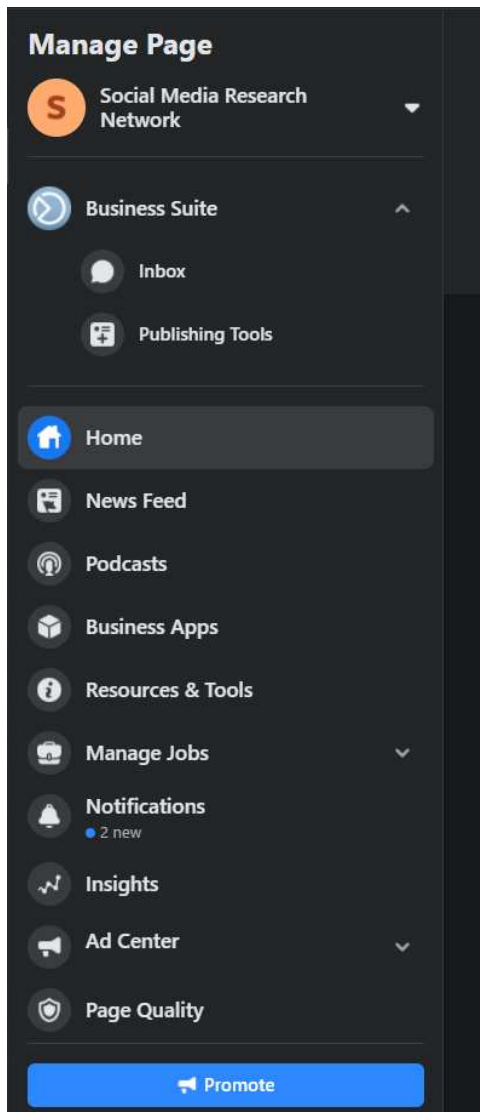 Manage Page
S
Social Media Research
Network
Business Suite
Inbox
Publishing Tools
Home
News Feed
Podcasts
Business Apps
Resources & Tools
Manage Jobs
Notifications
2 new
Insights
Ad Center
Page Quality
Promote